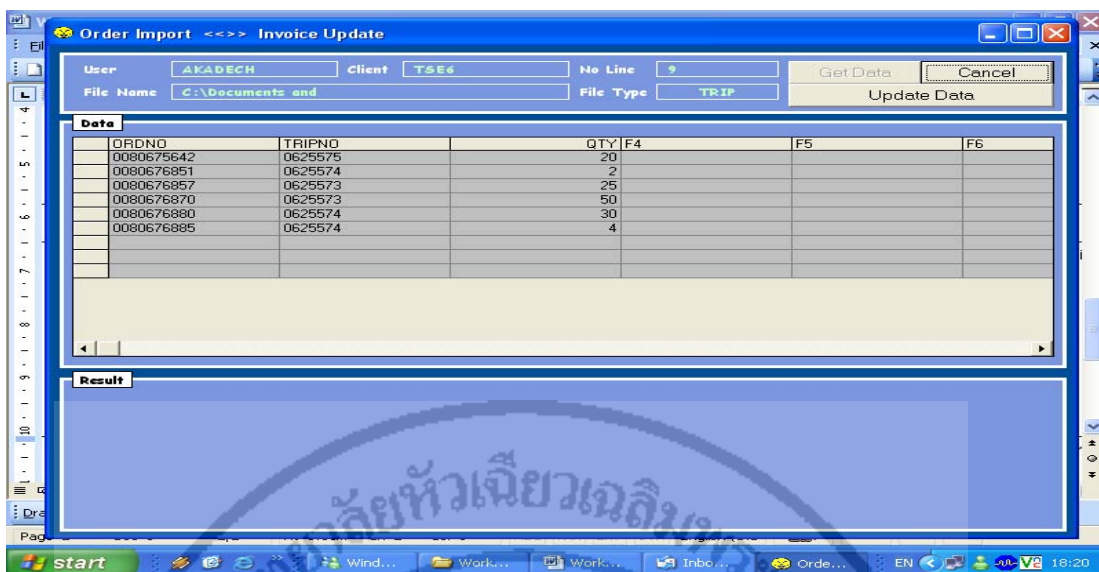 Order Import <<>> Invoice Update
User AKADECH Client TSE6 No Line 9 Get Data Cancel
File Name C:\Documents and File Type TRIP Update Data
Data
ORDNO TRIPNO QTY F4 F5 F6
0080675642 0625575 20
0080676851 0625574 2
0080676857 0625573 25
0080676870 0625573 50
0080676880 0625574 30
0080676885 0625574 4
Result
start Wind... Work... Work... Inbo... Orde... EN 18:20